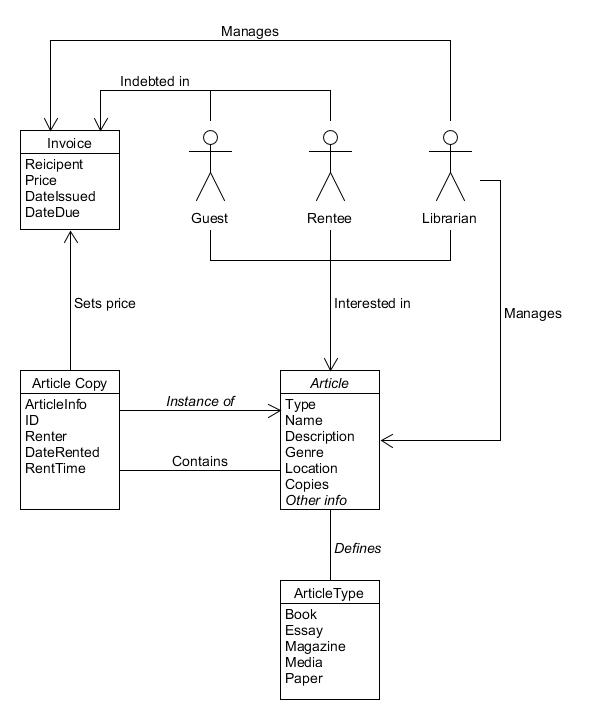 Manages
Indebted in
Invoice
Reicipent
Price
DateIssued
DateDue
Guest
Rentee
Librarian
Sets price
Interested in
Manages
Article Copy
ArticleInfo
ID
Renter
DateRented
RentTime
Instance of
Contains
Article
Type
Name
Description
Genre
Location
Copies
Other info
Defines
ArticleType
Book
Essay
Magazine
Media
Paper